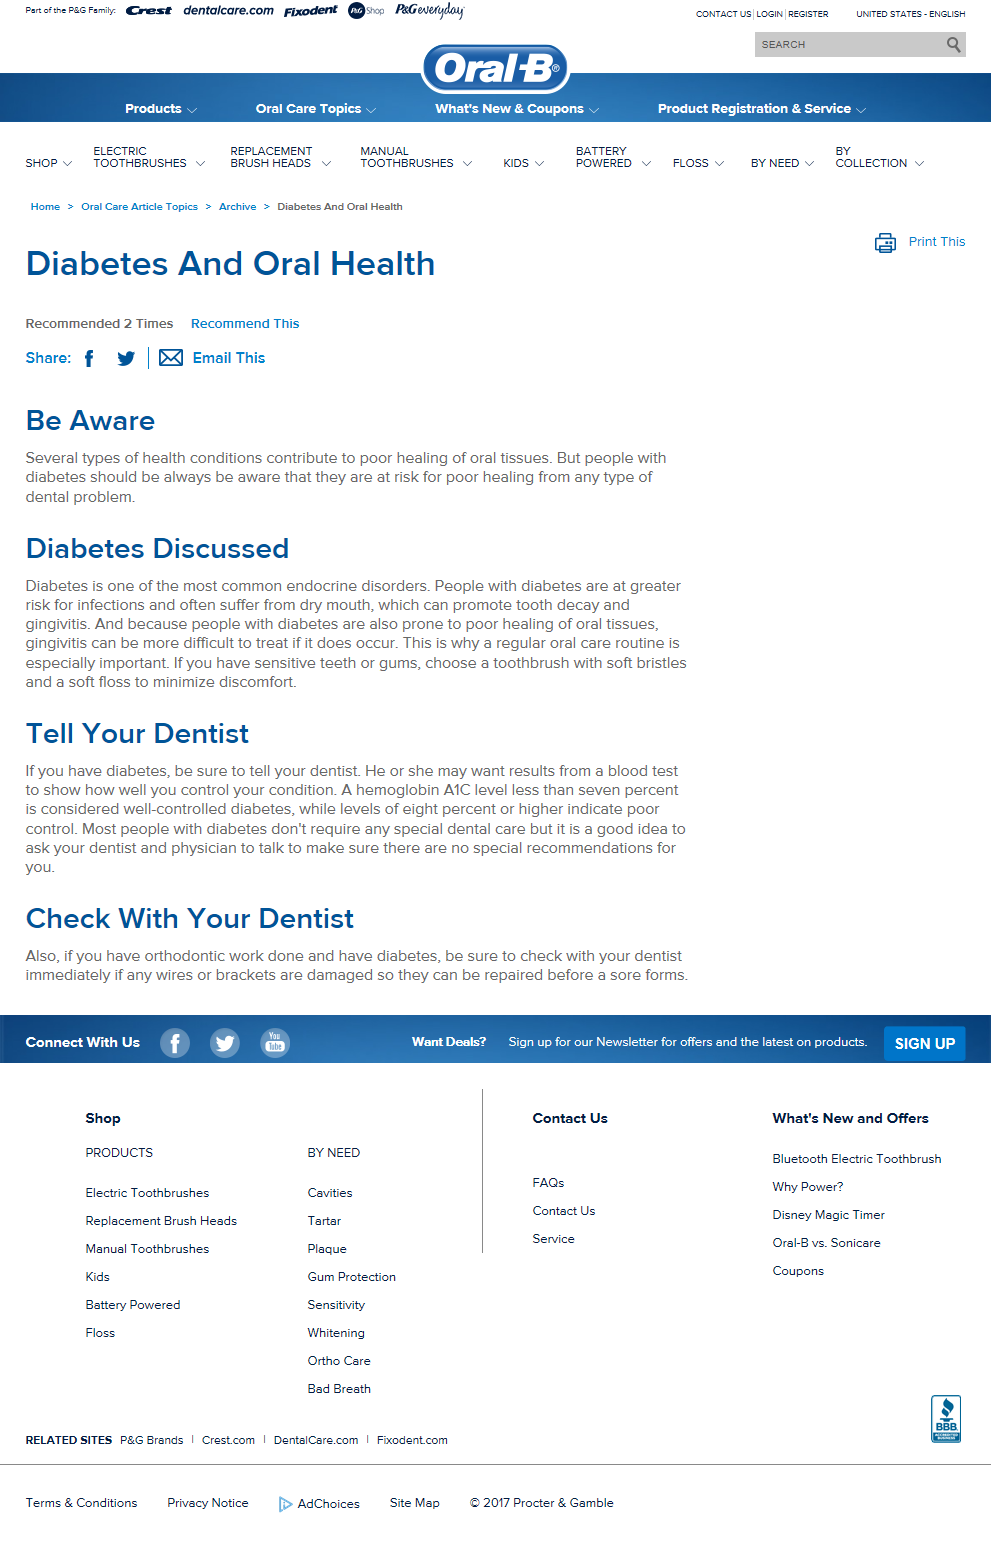 Part of the P&G Family: Crest dentalcare.com Fixodent P&G Shop P&G everyday
CONTACT US LOGIN REGISTER UNITED STATES - ENGLISH
SEARCH
Oral-B®
Products Oral Care Topics What's New & Coupons Product Registration & Service
SHOP ELECTRIC TOOTHBRUSHES REPLACEMENT BRUSH HEADS MANUAL TOOTHBRUSHES KIDS BATTERY POWERED FLOSS BY NEED BY COLLECTION
Home > Oral Care Article Topics > Archive > Diabetes And Oral Health
Print This
Diabetes And Oral Health
Recommended 2 Times Recommend This
Share: Email This
Be Aware
Several types of health conditions contribute to poor healing of oral tissues. But people with
diabetes should be always be aware that they are at risk for poor healing from any type of
dental problem.
Diabetes Discussed
Diabetes is one of the most common endocrine disorders. People with diabetes are at greater
risk for infections and often suffer from dry mouth, which can promote tooth decay and
gingivitis. And because people with diabetes are also prone to poor healing of oral tissues,
gingivitis can be more difficult to treat if it does occur. This is why a regular oral care routine is
especially important. If you have sensitive teeth or gums, choose a toothbrush with soft bristles
and a soft floss to minimize discomfort.
Tell Your Dentist
If you have diabetes, be sure to tell your dentist. He or she may want results from a blood test
to show how well you control your condition. A hemoglobin A1C level less than seven percent
is considered well-controlled diabetes, while levels of eight percent or higher indicate poor
control. Most people with diabetes don't require any special dental care but it is a good idea to
ask your dentist and physician to talk to make sure there are no special recommendations for
you.
Check With Your Dentist
Also, if you have orthodontic work done and have diabetes, be sure to check with your dentist
immediately if any wires or brackets are damaged so they can be repaired before a sore forms.
Connect With Us You Tube Want Deals? Sign up for our Newsletter for offers and the latest on products. SIGN UP
Shop
PRODUCTS
Electric Toothbrushes
Replacement Brush Heads
Manual Toothbrushes
Kids
Battery Powered
Floss
BY NEED
Cavities
Tartar
Plaque
Gum Protection
Sensitivity
Whitening
Ortho Care
Bad Breath
Contact Us
FAQs
Contact Us
Service
What's New and Offers
Bluetooth Electric Toothbrush
Why Power?
Disney Magic Timer
Oral-B vs. Sonicare
Coupons
BBB
ACCREDITED
BUSINESS
RELATED SITES P&G Brands | Crest.com | DentalCare.com | Fixodent.com
Terms & Conditions Privacy Notice AdChoices Site Map © 2017 Procter & Gamble